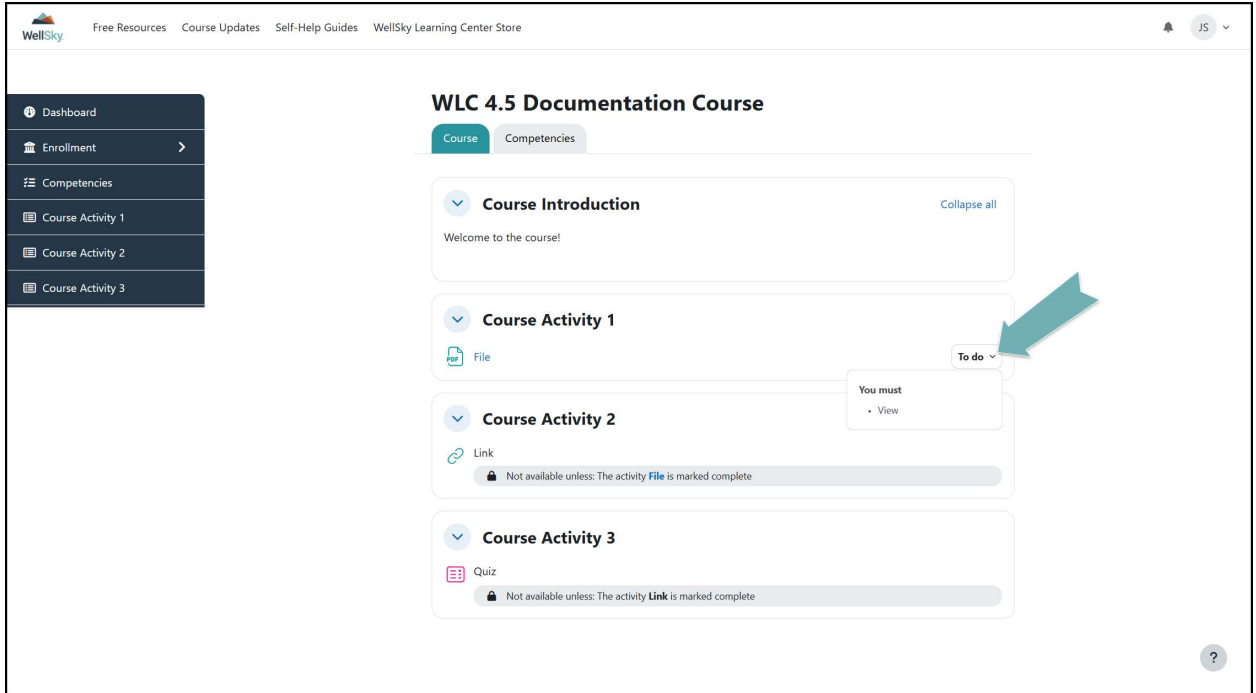 WellSky
Free Resources Course Updates Self-Help Guides WellSky Learning Center Store
JS
Dashboard
Enrollment
Competencies
Course Activity 1
Course Activity 2
Course Activity 3
WLC 4.5 Documentation Course
Course Competencies
Course Introduction
Collapse all
Welcome to the course!
Course Activity 1
PDF File
To do
You must
• View
Course Activity 2
Link
Not available unless: The activity File is marked complete
Course Activity 3
Quiz
Not available unless: The activity Link is marked complete
?